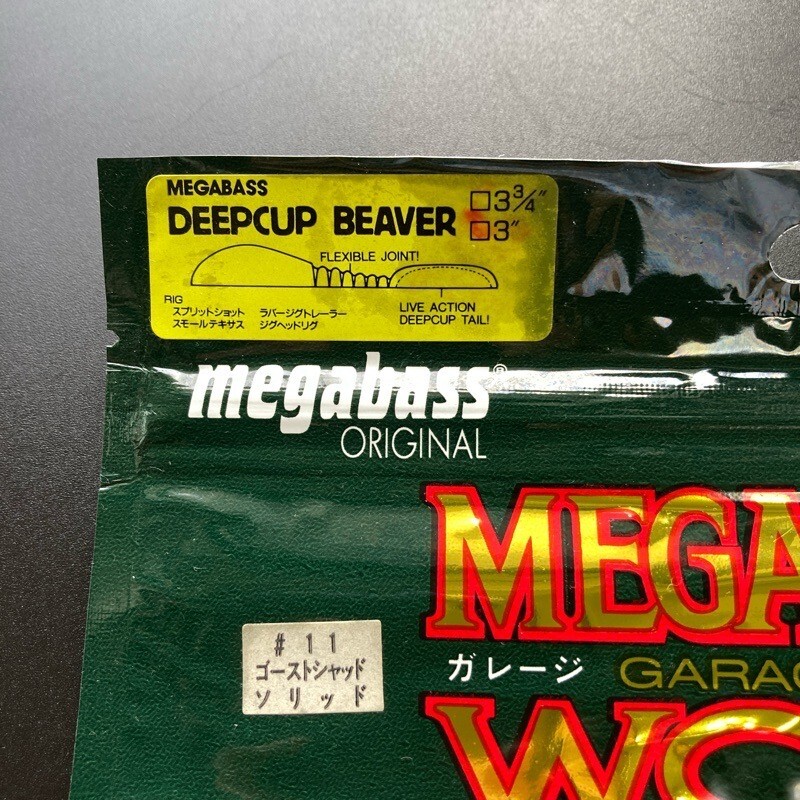 MEGABASS
DEEPCUP BEAVER
□3 3/4"
□3"
FLEXIBLE JOINT!
RIG
スプリットショット ラバージグトレーラー
スモールテキサス ジグヘッドリグ
LIVE ACTION
DEEPCUP TAIL!
megabass®
ORIGINAL
MEGA
ガレージ GARAG
WO
#11
ゴーストシャッド
ソリッド